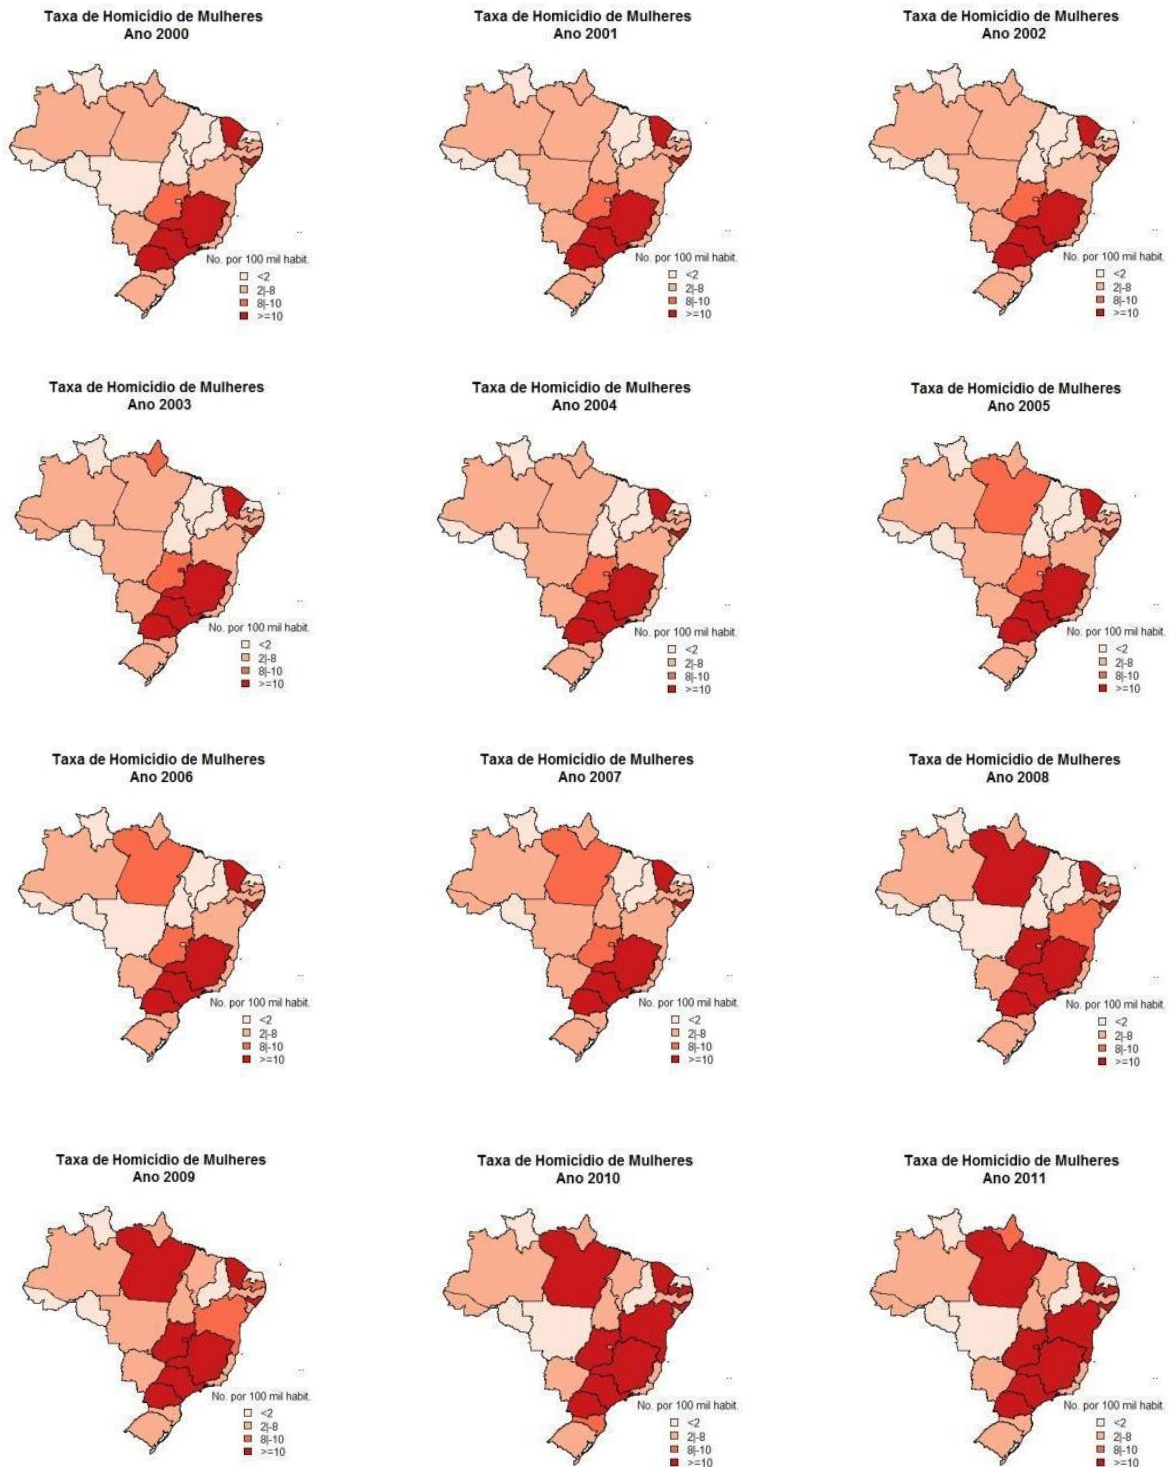 Taxa de Homicídio de Mulheres
Ano 2000
No. por 100 mil habit.
<2
2|-8
8|-10
>=10
Taxa de Homicídio de Mulheres
Ano 2001
No. por 100 mil habit.
<2
2|-8
8|-10
>=10
Taxa de Homicídio de Mulheres
Ano 2002
No. por 100 mil habit.
<2
2|-8
8|-10
>=10
Taxa de Homicídio de Mulheres
Ano 2003
No. por 100 mil habit.
<2
2|-8
8|-10
>=10
Taxa de Homicídio de Mulheres
Ano 2004
No. por 100 mil habit.
<2
2|-8
8|-10
>=10
Taxa de Homicídio de Mulheres
Ano 2005
No. por 100 mil habit.
<2
2|-8
8|-10
>=10
Taxa de Homicídio de Mulheres
Ano 2006
No. por 100 mil habit.
<2
2|-8
8|-10
>=10
Taxa de Homicídio de Mulheres
Ano 2007
No. por 100 mil habit.
<2
2|-8
8|-10
>=10
Taxa de Homicídio de Mulheres
Ano 2008
No. por 100 mil habit.
<2
2|-8
8|-10
>=10
Taxa de Homicídio de Mulheres
Ano 2009
No. por 100 mil habit.
<2
2|-8
8|-10
>=10
Taxa de Homicídio de Mulheres
Ano 2010
No. por 100 mil habit.
<2
2|-8
8|-10
>=10
Taxa de Homicídio de Mulheres
Ano 2011
No. por 100 mil habit.
<2
2|-8
8|-10
>=10